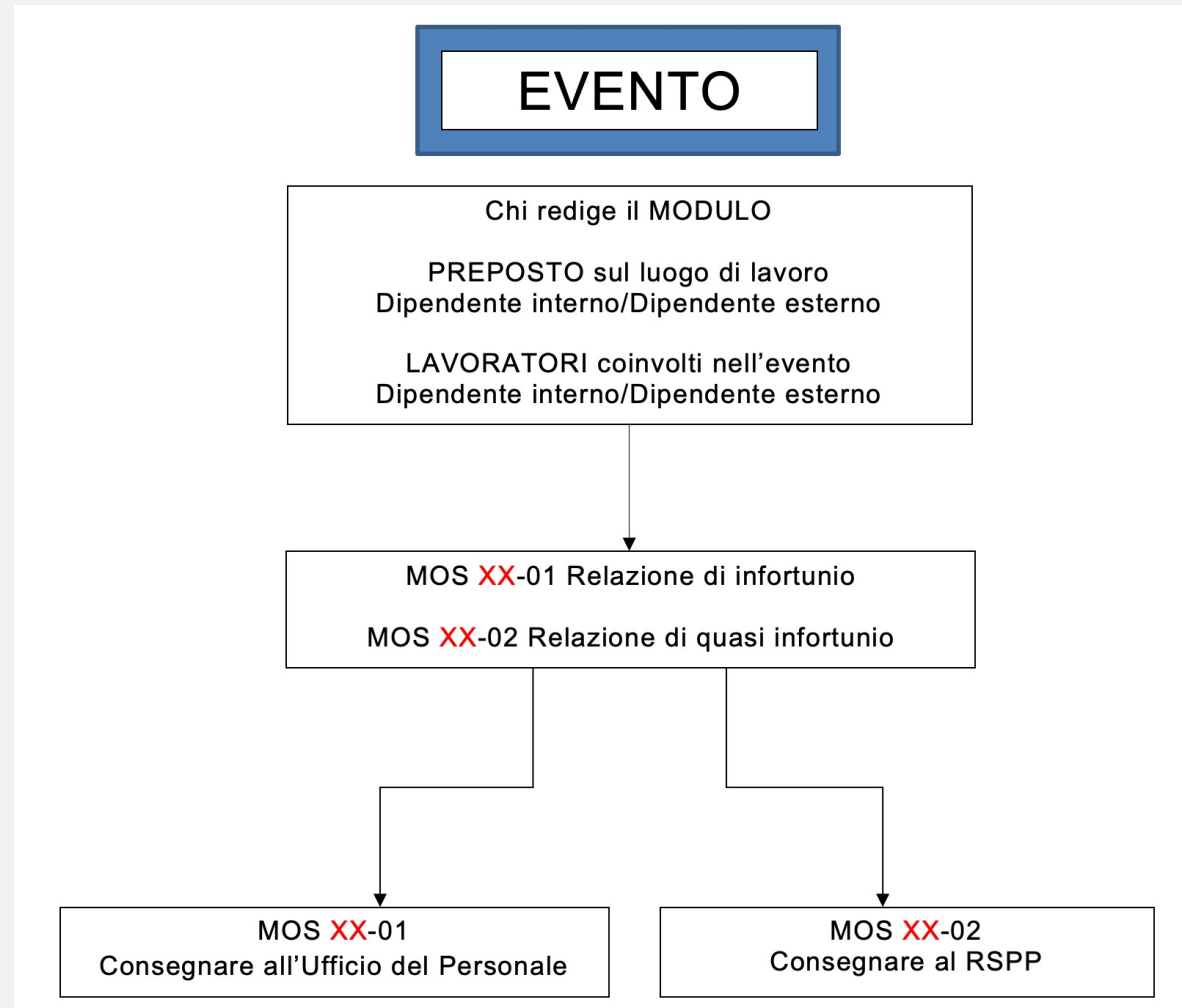 EVENTO
Chi redige il MODULO
PREPOSTO sul luogo di lavoro
Dipendente interno/Dipendente esterno
LAVORATORI coinvolti nell’evento
Dipendente interno/Dipendente esterno
MOS XX-01 Relazione di infortunio
MOS XX-02 Relazione di quasi infortunio
MOS XX-01
Consegnare all’Ufficio del Personale
MOS XX-02
Consegnare al RSPP